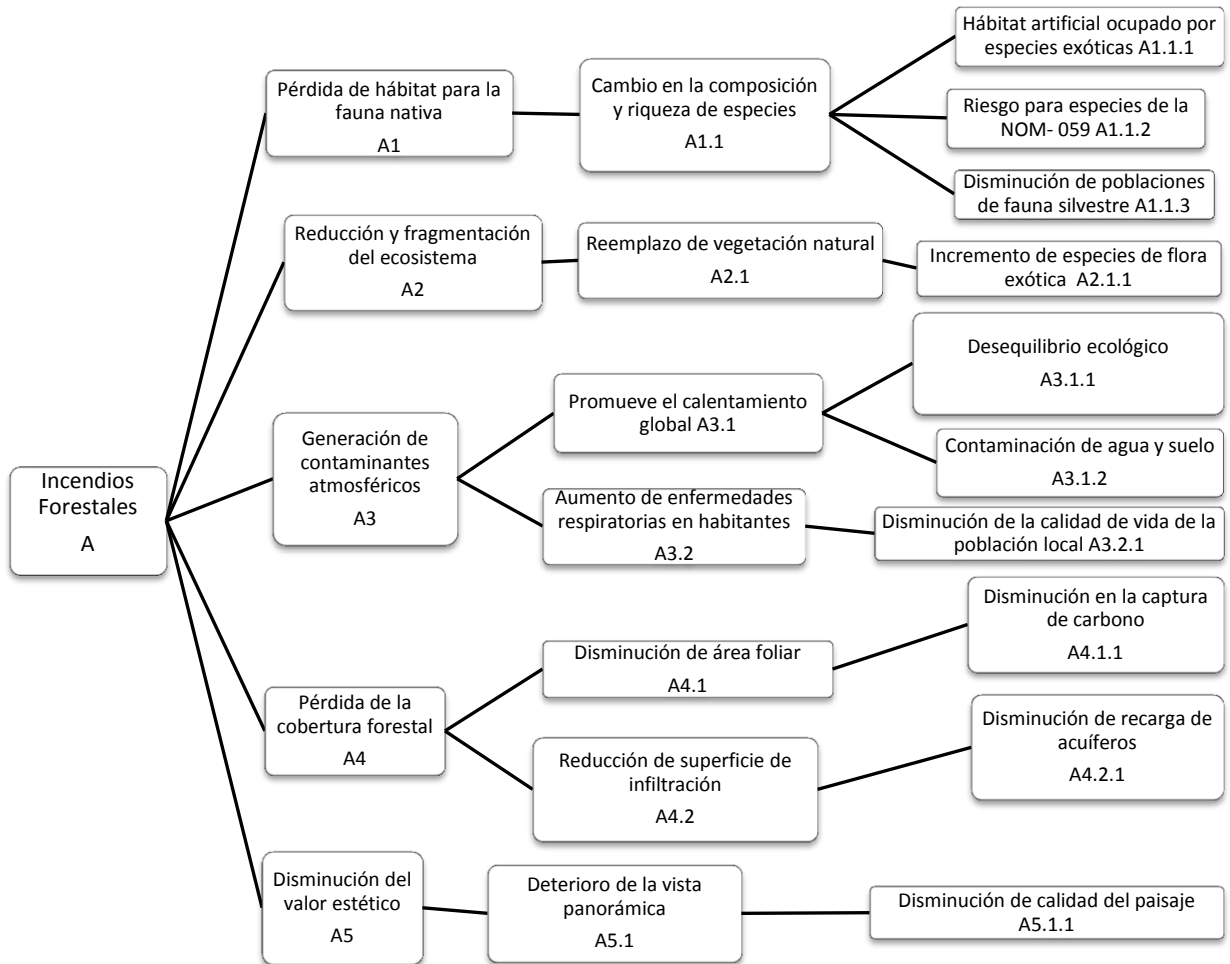 Incendios
Forestales
A
Pérdida de hábitat para la
fauna nativa
A1
Cambio en la composición
y riqueza de especies
A1.1
Hábitat artificial ocupado por
especies exóticas A1.1.1
Riesgo para especies de la
NOM- 059 A1.1.2
Disminución de poblaciones
de fauna silvestre A1.1.3
Reducción y fragmentación
del ecosistema
A2
Reemplazo de vegetación natural
A2.1
Incremento de especies de flora
exótica A2.1.1
Generación de
contaminantes
atmosféricos
A3
Promueve el calentamiento
global A3.1
Desequilibrio ecológico
A3.1.1
Contaminación de agua y suelo
A3.1.2
Aumento de enfermedades
respiratorias en habitantes
A3.2
Disminución de la calidad de vida de la
población local A3.2.1
Pérdida de la
cobertura forestal
A4
Disminución de área foliar
A4.1
Disminución en la captura
de carbono
A4.1.1
Reducción de superficie de
infiltración
A4.2
Disminución de recarga de
acuíferos
A4.2.1
Disminución del
valor estético
A5
Deterioro de la vista
panorámica
A5.1
Disminución de calidad del paisaje
A5.1.1